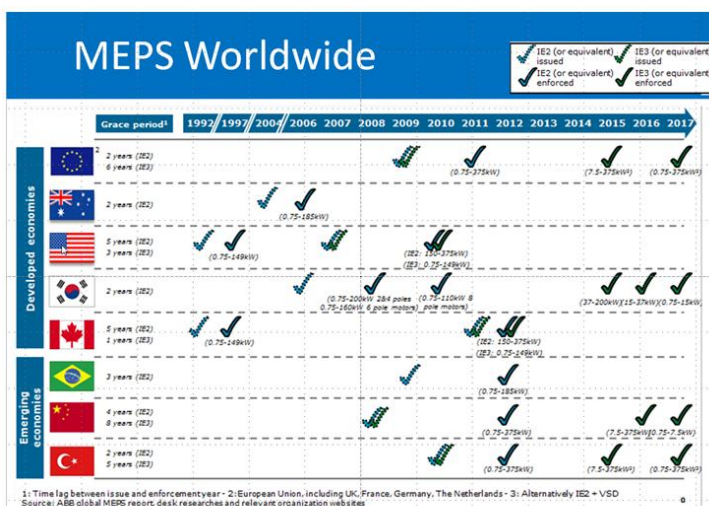 MEPS Worldwide
IE2 (or equivalent) issued
IE3 (or equivalent) issued
IE2 (or equivalent) enforced
IE3 (or equivalent) enforced
Grace period¹ 1992 1997 2004 2006 2007 2008 2009 2010 2011 2012 2013 2014 2015 2016 2017
Developed economies
2
2 years (IE2)
6 years (IE3)
(0.75-375kW) (7.5-375kW³) (0.75-375kW³)
2 years (IE2)
(0.75-185kW)
5 years (IE2)
3 years (IE3)
(0.75-149kW) (IE2: 150-375kW)
(IE3: 0.75-149kW)
2 years (IE2)
(0.75-200kW 2&4 poles
0.75-160kW 6 pole motors)
(0.75-110kW 8
pole motors)
(37-200kW) (15-37kW) (0.75-15kW)
5 years (IE2)
1 years (IE3)
(0.75-149kW) (IE2: 150-375kW)
(IE3: 0.75-149kW)
Emerging economies
3 years (IE2)
(0.75-185kW)
4 years (IE2)
8 years (IE3)
(0.75-375kW) (7.5-375kW) (0.75-7.5kW)
2 years (IE2)
5 years (IE3)
(0.75-375kW) (7.5-375kW³) (0.75-375kW³)
1: Time lag between issue and enforcement year - 2: European Union, including UK, France, Germany, The Netherlands - 3: Alternatively IE2 + VSD
Source: ABB global MEPS report, desk researches and relevant organization websites